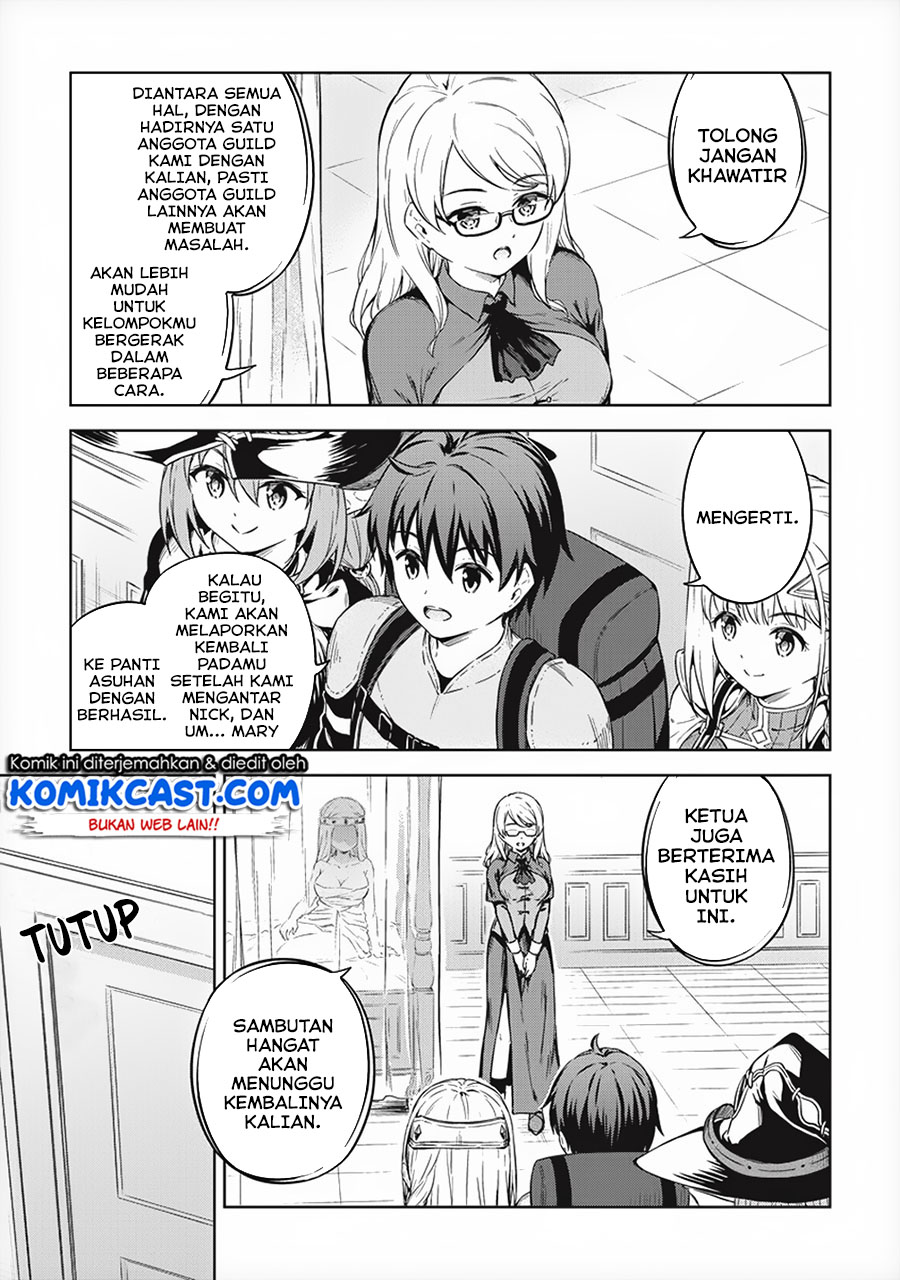 TOLONG
JANGAN
KHAWATIR
DIANTARA SEMUA
HAL, DENGAN
HADIRNYA SATU
ANGGOTA GUILD
KAMI DENGAN
KALIAN, PASTI
ANGGOTA GUILD
LAINNYA AKAN
MEMBUAT
MASALAH.
AKAN LEBIH
MUDAH
UNTUK
KELOMPOKMU
BERGERAK
DALAM
BEBERAPA
CARA.
MENGERTI.
KALAU
BEGITU,
KAMI AKAN
MELAPORKAN
KEMBALI
PADAMU
SETELAH KAMI
MENGANTAR
NICK, DAN
UM... MARY
KE PANTI
ASUHAN
DENGAN
BERHASIL.
Komik ini diterjemahkan & diedit oleh
KOMIKCAST.COM
BUKAN WEB LAIN!!
KETUA
JUGA
BERTERIMA
KASIH
UNTUK
INI.
SAMBUTAN
HANGAT
AKAN
MENUNGGU
KEMBALINYA
KALIAN.
TUTUP